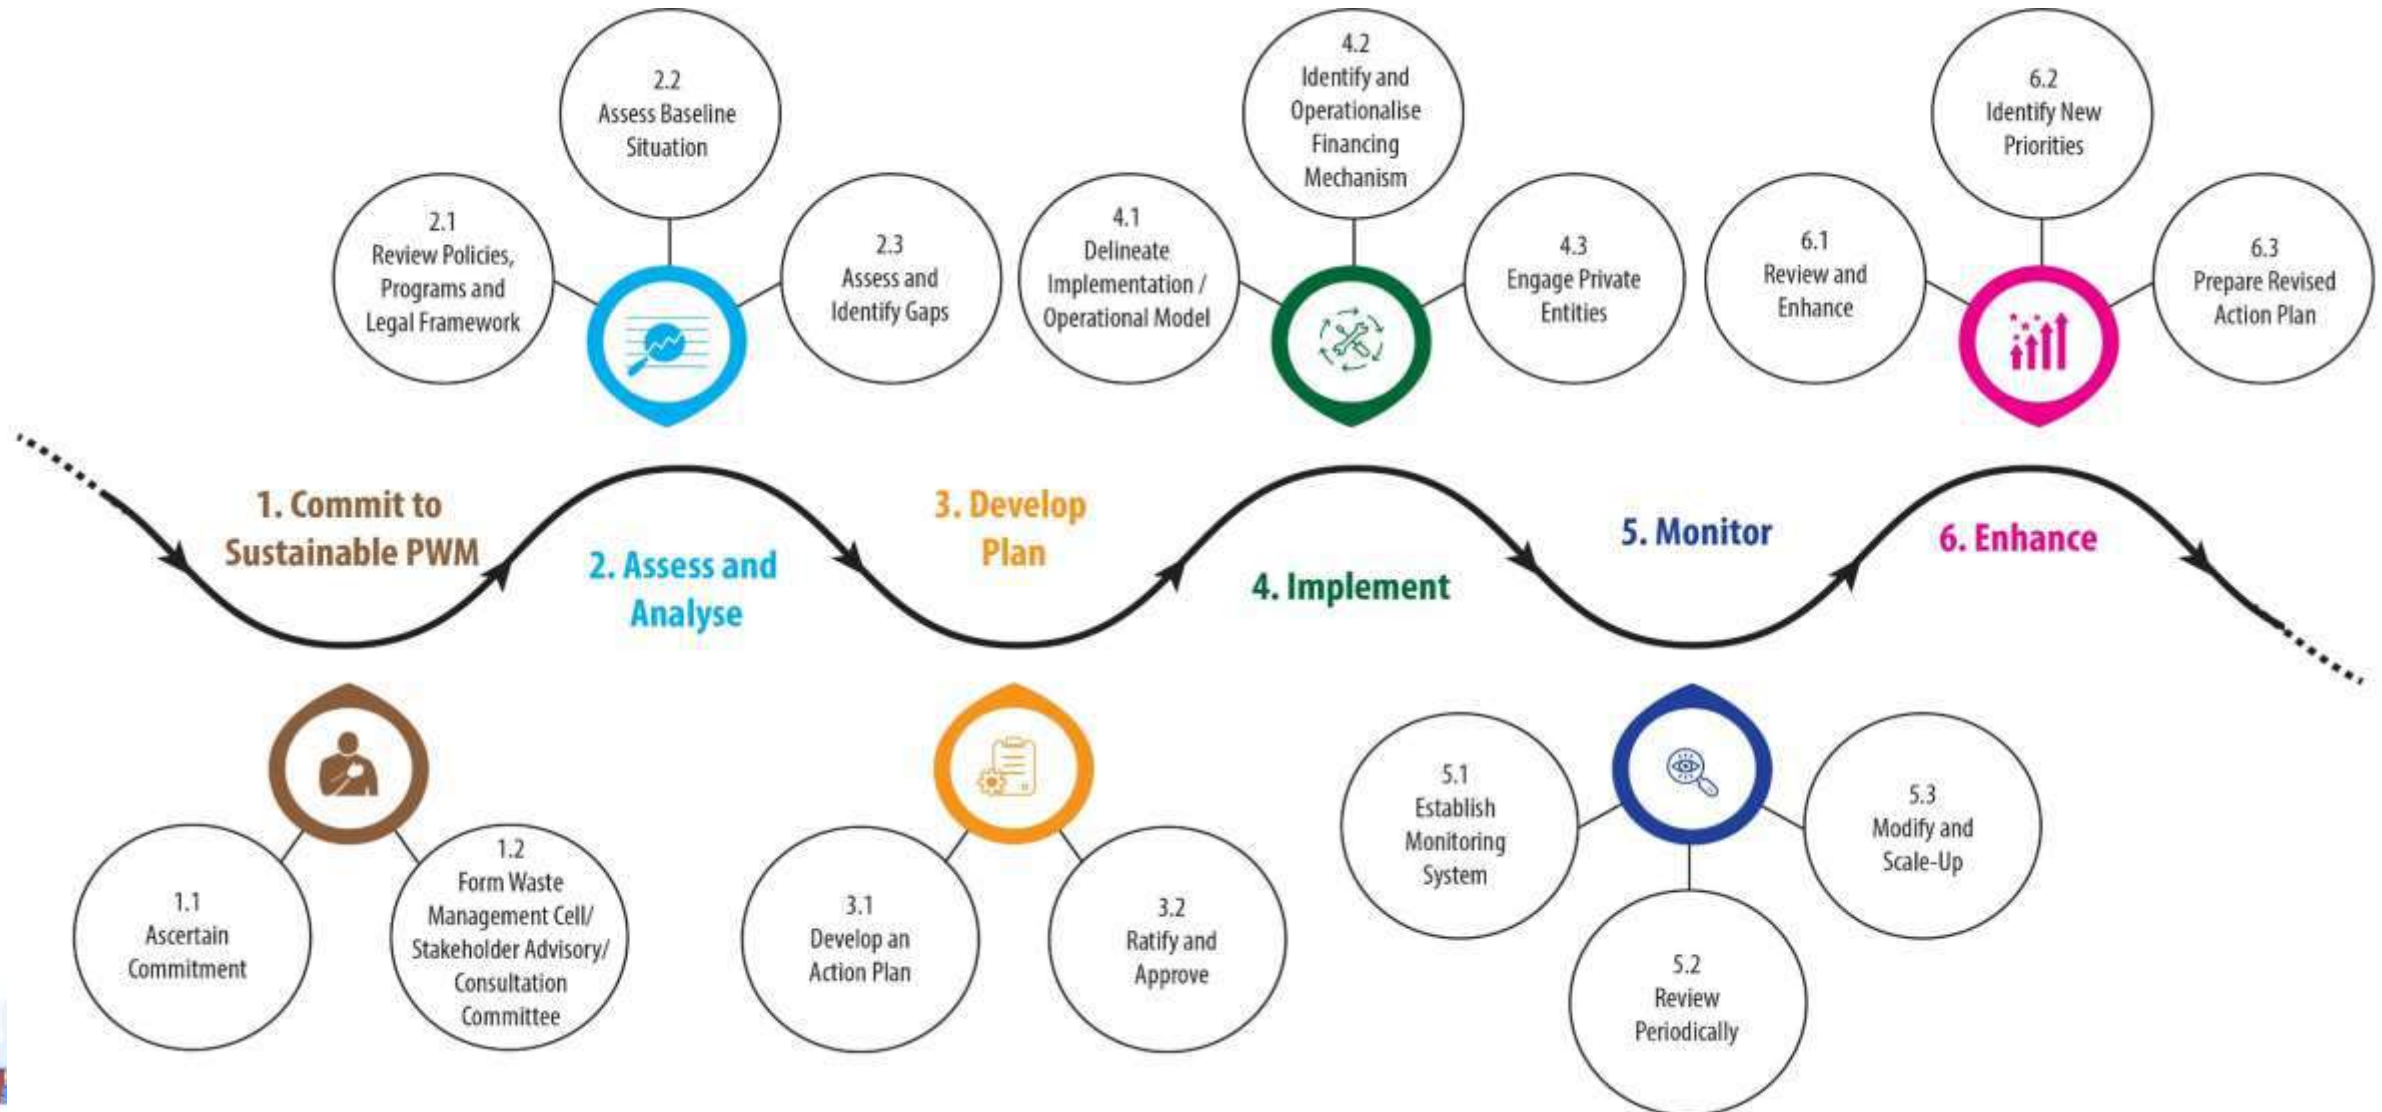 2.2
Assess Baseline
Situation
2.1
Review Policies,
Programs and
Legal Framework
2.3
Assess and
Identify Gaps
4.2
Identify and
Operationalise
Financing
Mechanism
4.1
Delineate
Implementation /
Operational Model
4.3
Engage Private
Entities
6.2
Identify New
Priorities
6.1
Review and
Enhance
6.3
Prepare Revised
Action Plan
1. Commit to
Sustainable PWM
2. Assess and
Analyse
3. Develop
Plan
4. Implement
5. Monitor
6. Enhance
1.1
Ascertain
Commitment
1.2
Form Waste
Management Cell/
Stakeholder Advisory/
Consultation
Committee
3.1
Develop an
Action Plan
3.2
Ratify and
Approve
5.1
Establish
Monitoring
System
5.2
Review
Periodically
5.3
Modify and
Scale-Up